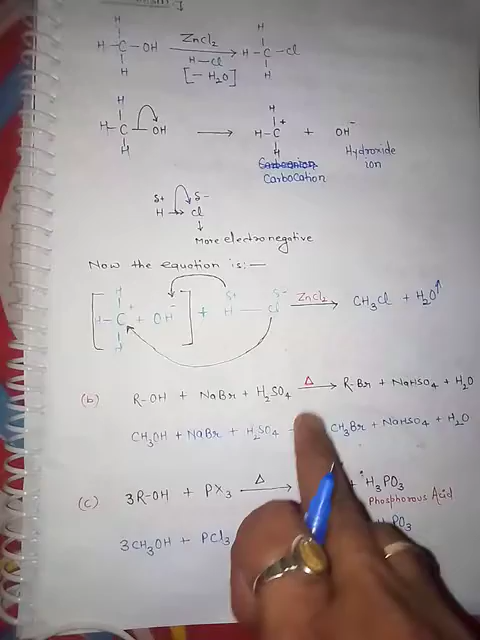 H
H-C-OH ZnCl2 H-Cl [-H2O] → H-C-Cl
H H
H H
H-C-OH → H-C+ + OH-
H H
Carbanion Hydroxide
Carbocation ion
δ+ δ-
H → Cl
↓
More electronegative
Now the equation is:—
H δ+ δ-
[H-C+ + OH-] + H — Cl ZnCl2 → CH3Cl + H2O↑
H
(b) R-OH + NaBr + H2SO4 Δ → R-Br + NaHSO4 + H2O
CH3OH + NaBr + H2SO4 CH3Br + NaHSO4 + H2O
(c) 3R-OH + PX3 Δ → + H3PO3
Phosphorous Acid
3CH3OH + PCl3 PO3